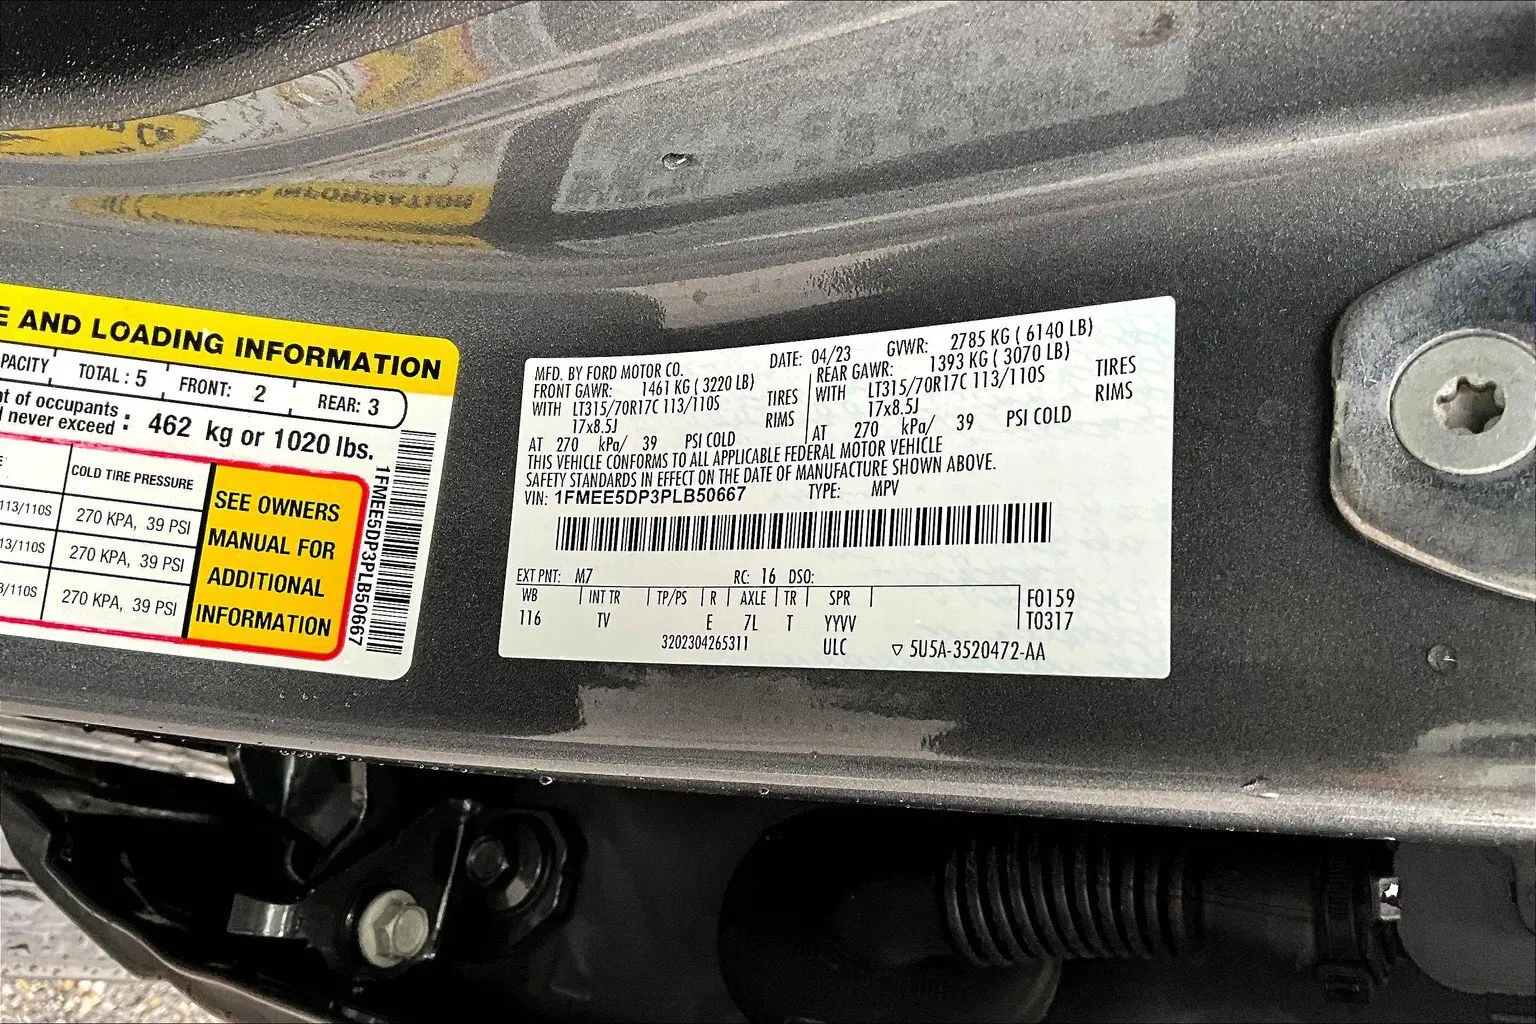 E AND LOADING INFORMATION
PACITY TOTAL : 5 FRONT: 2 REAR: 3
nt of occupants
d never exceed : 462 kg or 1020 lbs.
E COLD TIRE PRESSURE
113/110S 270 KPA, 39 PSI
13/110S 270 KPA, 39 PSI
3/110S 270 KPA, 39 PSI
SEE OWNERS
MANUAL FOR
ADDITIONAL
INFORMATION
1FMEE5DP3PLB50667
MFD. BY FORD MOTOR CO. DATE: 04/23 GVWR: 2785 KG ( 6140 LB)
FRONT GAWR: 1461 KG ( 3220 LB) REAR GAWR: 1393 KG ( 3070 LB)
WITH LT315/70R17C 113/110S TIRES WITH LT315/70R17C 113/110S TIRES
17x8.5J RIMS 17x8.5J RIMS
AT 270 kPa/ 39 PSI COLD AT 270 kPa/ 39 PSI COLD
THIS VEHICLE CONFORMS TO ALL APPLICABLE FEDERAL MOTOR VEHICLE
SAFETY STANDARDS IN EFFECT ON THE DATE OF MANUFACTURE SHOWN ABOVE.
VIN: 1FMEE5DP3PLB50667 TYPE: MPV
EXT PNT: M7 RC: 16 DSO:
WB INT TR TP/PS R AXLE TR SPR F0159
116 TV E 7L T YYVV T0317
3202304265311 ULC ▽ 5U5A-3520472-AA